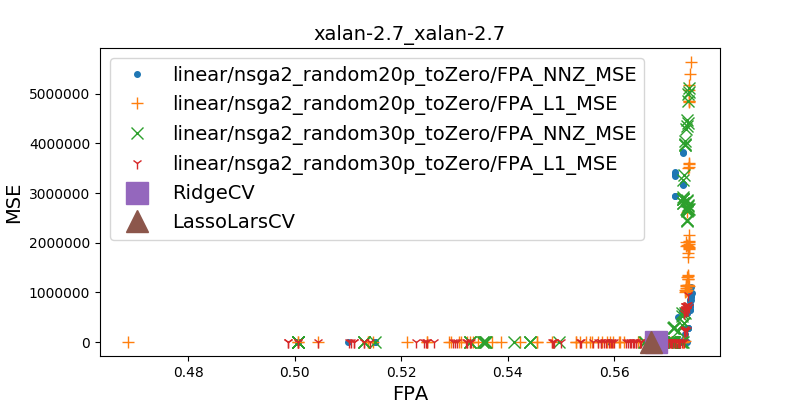 xalan-2.7_xalan-2.7
linear/nsga2_random20p_toZero/FPA_NNZ_MSE
linear/nsga2_random20p_toZero/FPA_L1_MSE
linear/nsga2_random30p_toZero/FPA_NNZ_MSE
linear/nsga2_random30p_toZero/FPA_L1_MSE
RidgeCV
LassoLarsCV
MSE
5000000
4000000
3000000
2000000
1000000
0
0.48
0.50
0.52
0.54
0.56
FPA